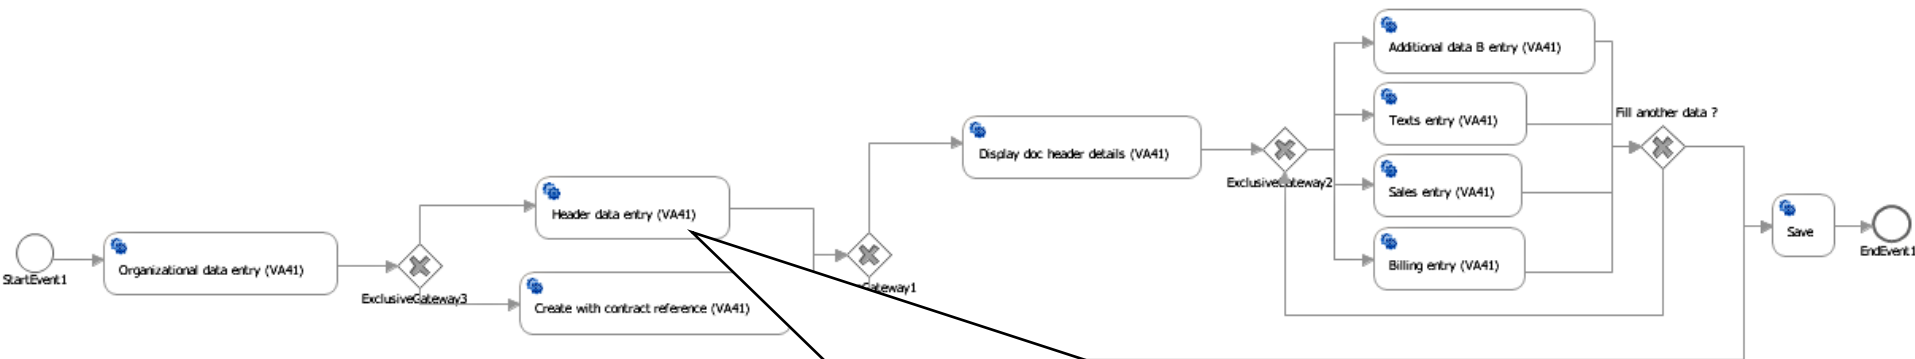 Additional data B entry (VA41)
Texts entry (VA41)
Fill another data ?
Display doc header details (VA41)
ExclusiveGateway2
Sales entry (VA41)
Header data entry (VA41)
Save
StartEvent1
Organizational data entry (VA41)
Billing entry (VA41)
EndEvent1
ExclusiveGateway3
Create with contract reference (VA41)
Gateway1